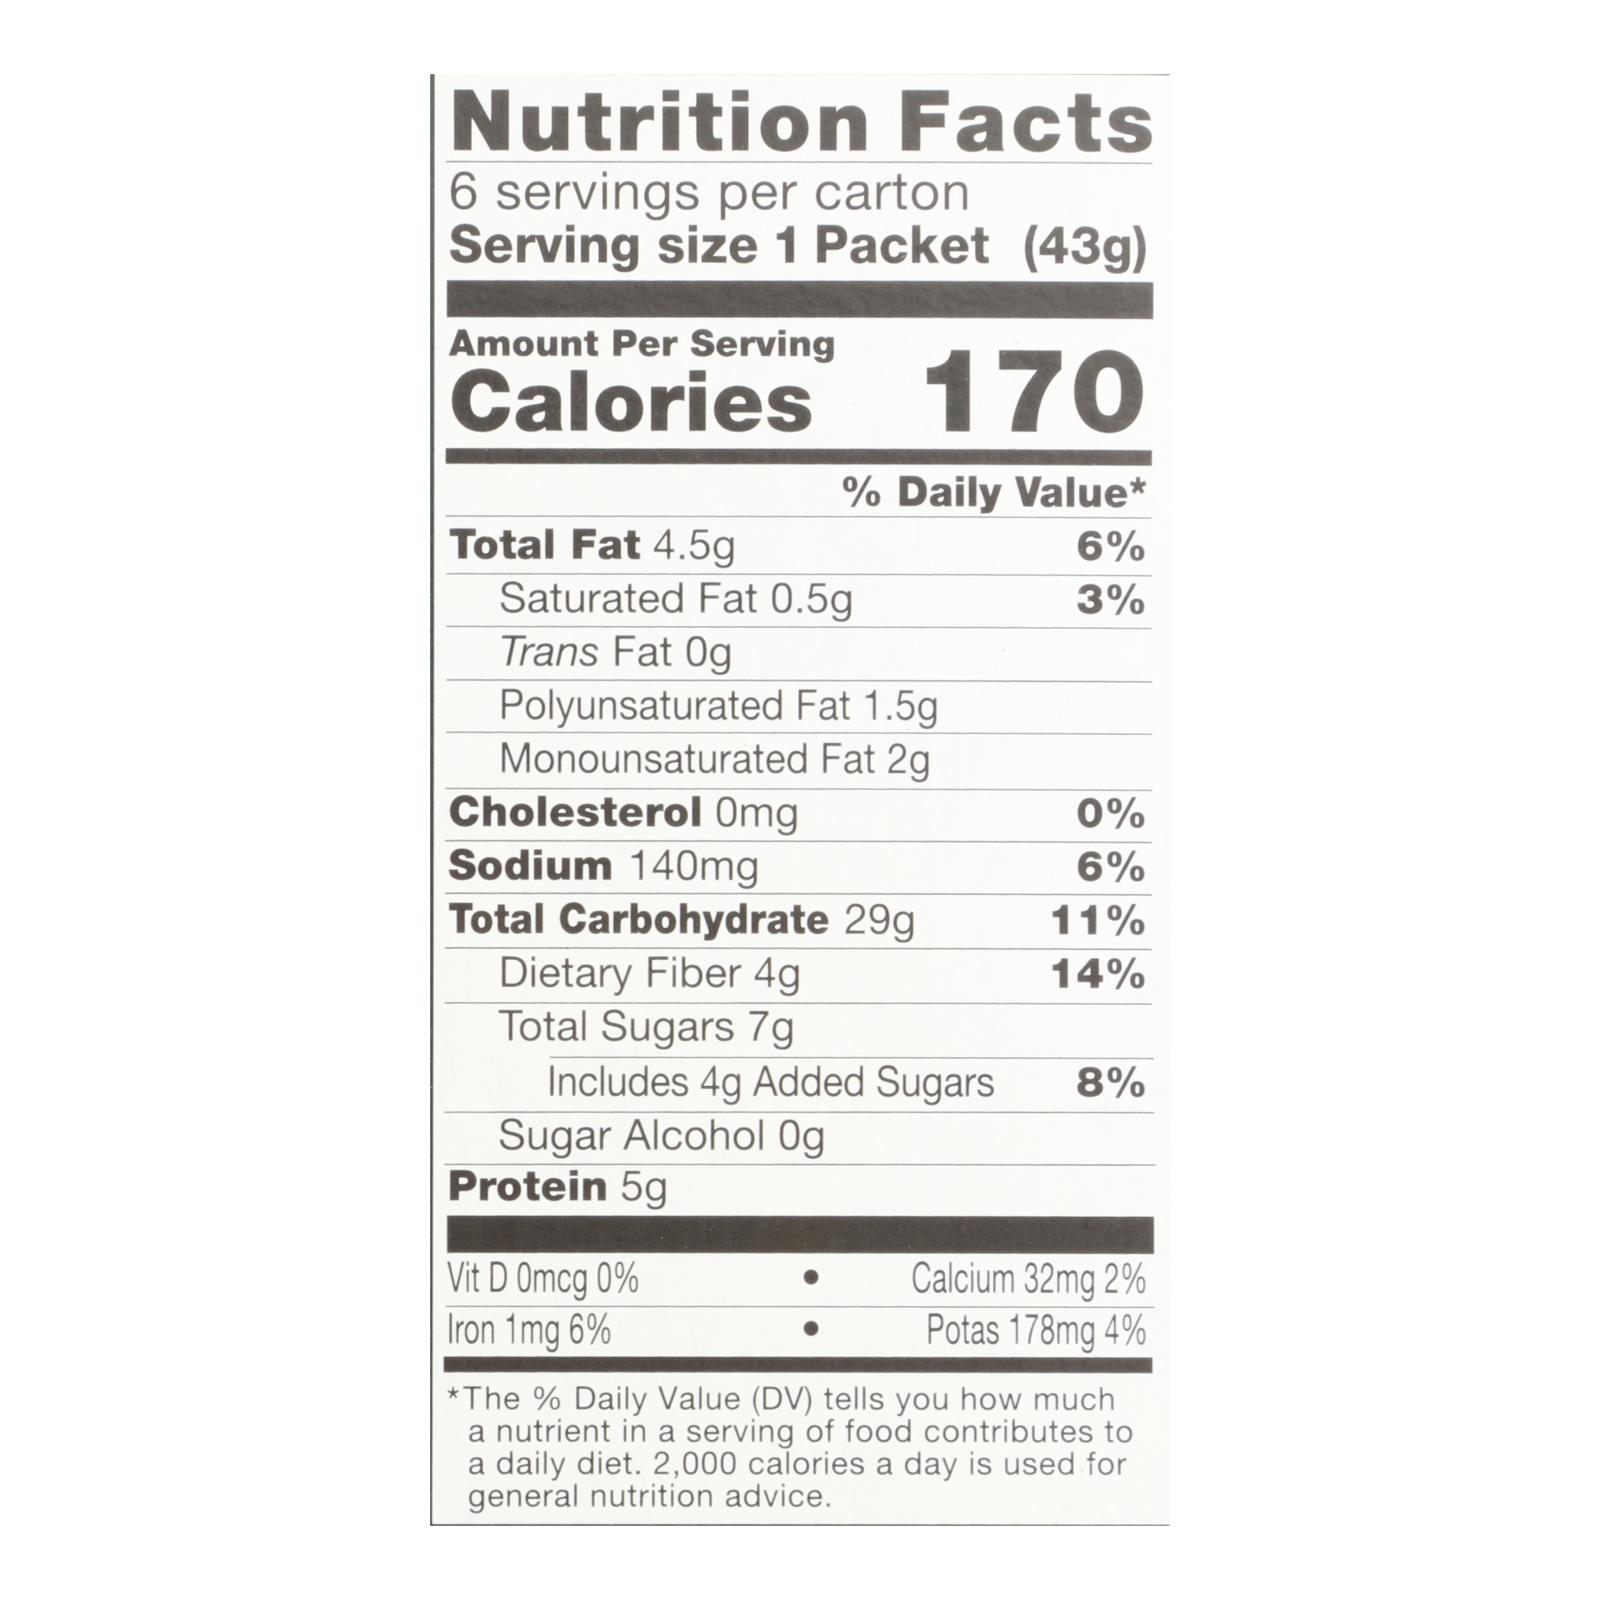 Nutrition Facts
6 servings per carton
Serving size 1 Packet (43g)
Amount Per Serving
Calories 170
% Daily Value*
Total Fat 4.5g 6%
Saturated Fat 0.5g 3%
Trans Fat 0g
Polyunsaturated Fat 1.5g
Monounsaturated Fat 2g
Cholesterol 0mg 0%
Sodium 140mg 6%
Total Carbohydrate 29g 11%
Dietary Fiber 4g 14%
Total Sugars 7g
Includes 4g Added Sugars 8%
Sugar Alcohol 0g
Protein 5g
Vit D 0mcg 0% • Calcium 32mg 2%
Iron 1mg 6% • Potas 178mg 4%
*The % Daily Value (DV) tells you how much
a nutrient in a serving of food contributes to
a daily diet. 2,000 calories a day is used for
general nutrition advice.